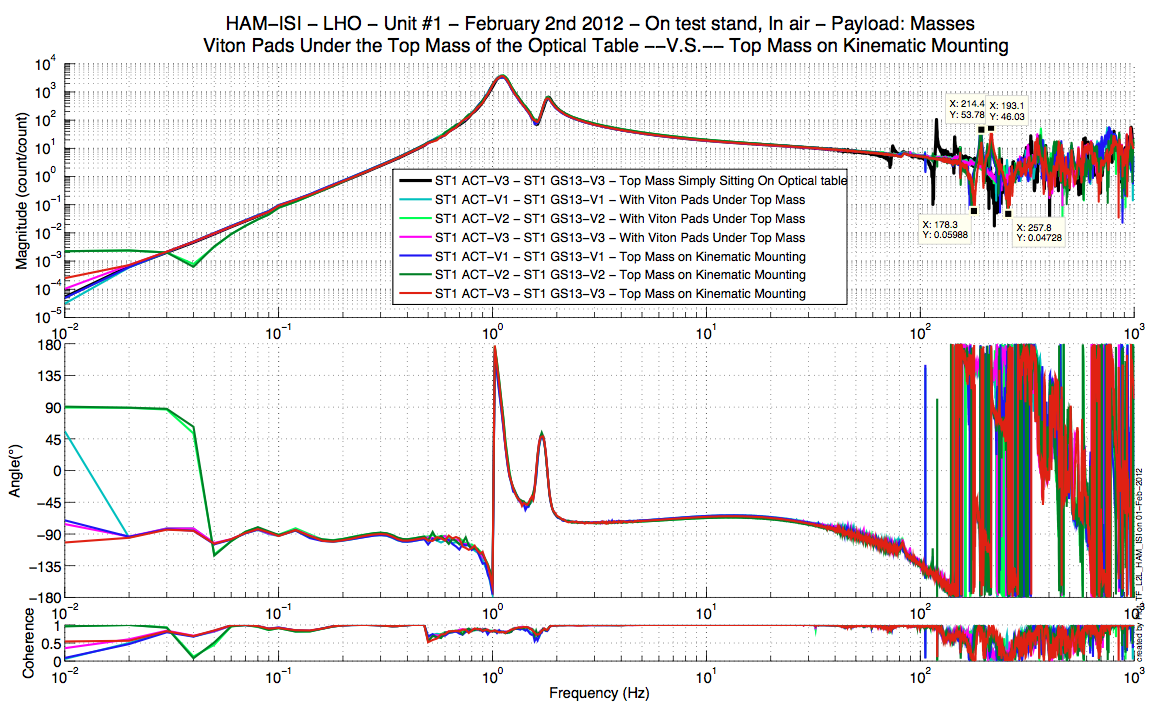 HAM–ISI – LHO – Unit #1 – February 2nd 2012 – On test stand, In air – Payload: Masses
Viton Pads Under the Top Mass of the Optical Table ––V.S.–– Top Mass on Kinematic Mounting
Magnitude (count/count)
10^4
10^3
10^2
10^1
10^0
10^−1
10^−2
10^−3
10^−4
10^−5
X: 214.4
Y: 53.78
X: 193.1
Y: 46.03
X: 178.3
Y: 0.05988
X: 257.8
Y: 0.04728
ST1 ACT–V3 – ST1 GS13–V3 – Top Mass Simply Sitting On Optical table
ST1 ACT–V1 – ST1 GS13–V1 – With Viton Pads Under Top Mass
ST1 ACT–V2 – ST1 GS13–V2 – With Viton Pads Under Top Mass
ST1 ACT–V3 – ST1 GS13–V3 – With Viton Pads Under Top Mass
ST1 ACT–V1 – ST1 GS13–V1 – Top Mass on Kinematic Mounting
ST1 ACT–V2 – ST1 GS13–V2 – Top Mass on Kinematic Mounting
ST1 ACT–V3 – ST1 GS13–V3 – Top Mass on Kinematic Mounting
10^−2 10^−1 10^0 10^1 10^2 10^3
Angle(°)
180
135
90
45
0
−45
−90
−135
−180
10^−2 10^−1 10^0 10^1 10^2 10^3
Coherence
1
0.5
0
10^−2 10^−1 10^0 10^1 10^2 10^3
Frequency (Hz)
created by
TF_L2L_HAM_ISI on 01–Feb–2012